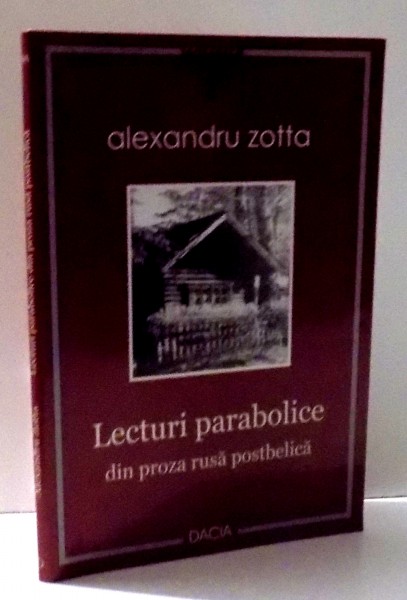 alexandru zotta
Lecturi parabolice
din proza rusă postbelică
DACIA